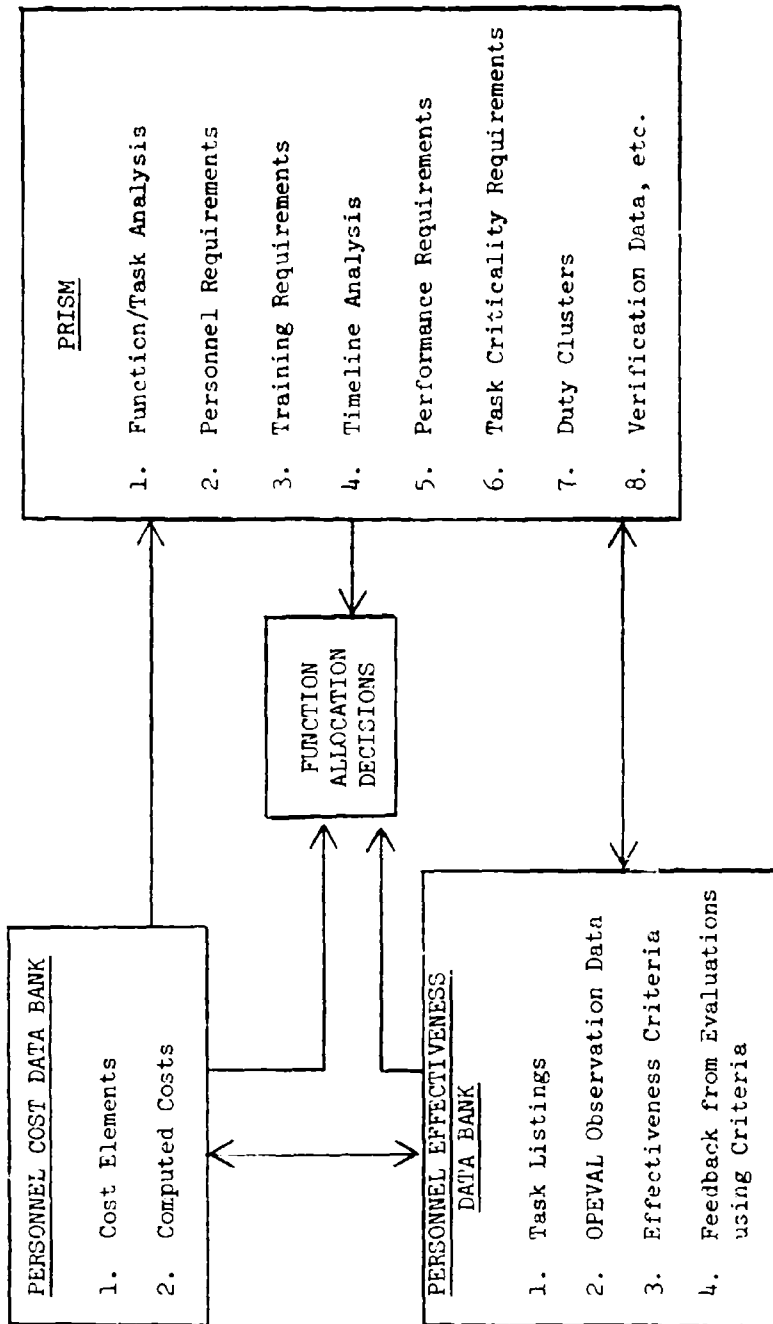 PERSONNEL COST DATA BANK
1. Cost Elements
2. Computed Costs
PERSONNEL EFFECTIVENESS
DATA BANK
1. Task Listings
2. OPEVAL Observation Data
3. Effectiveness Criteria
4. Feedback from Evaluations
using Criteria
FUNCTION
ALLOCATION
DECISIONS
PRISM
1. Function/Task Analysis
2. Personnel Requirements
3. Training Requirements
4. Timeline Analysis
5. Performance Requirements
6. Task Criticality Requirements
7. Duty Clusters
8. Verification Data, etc.